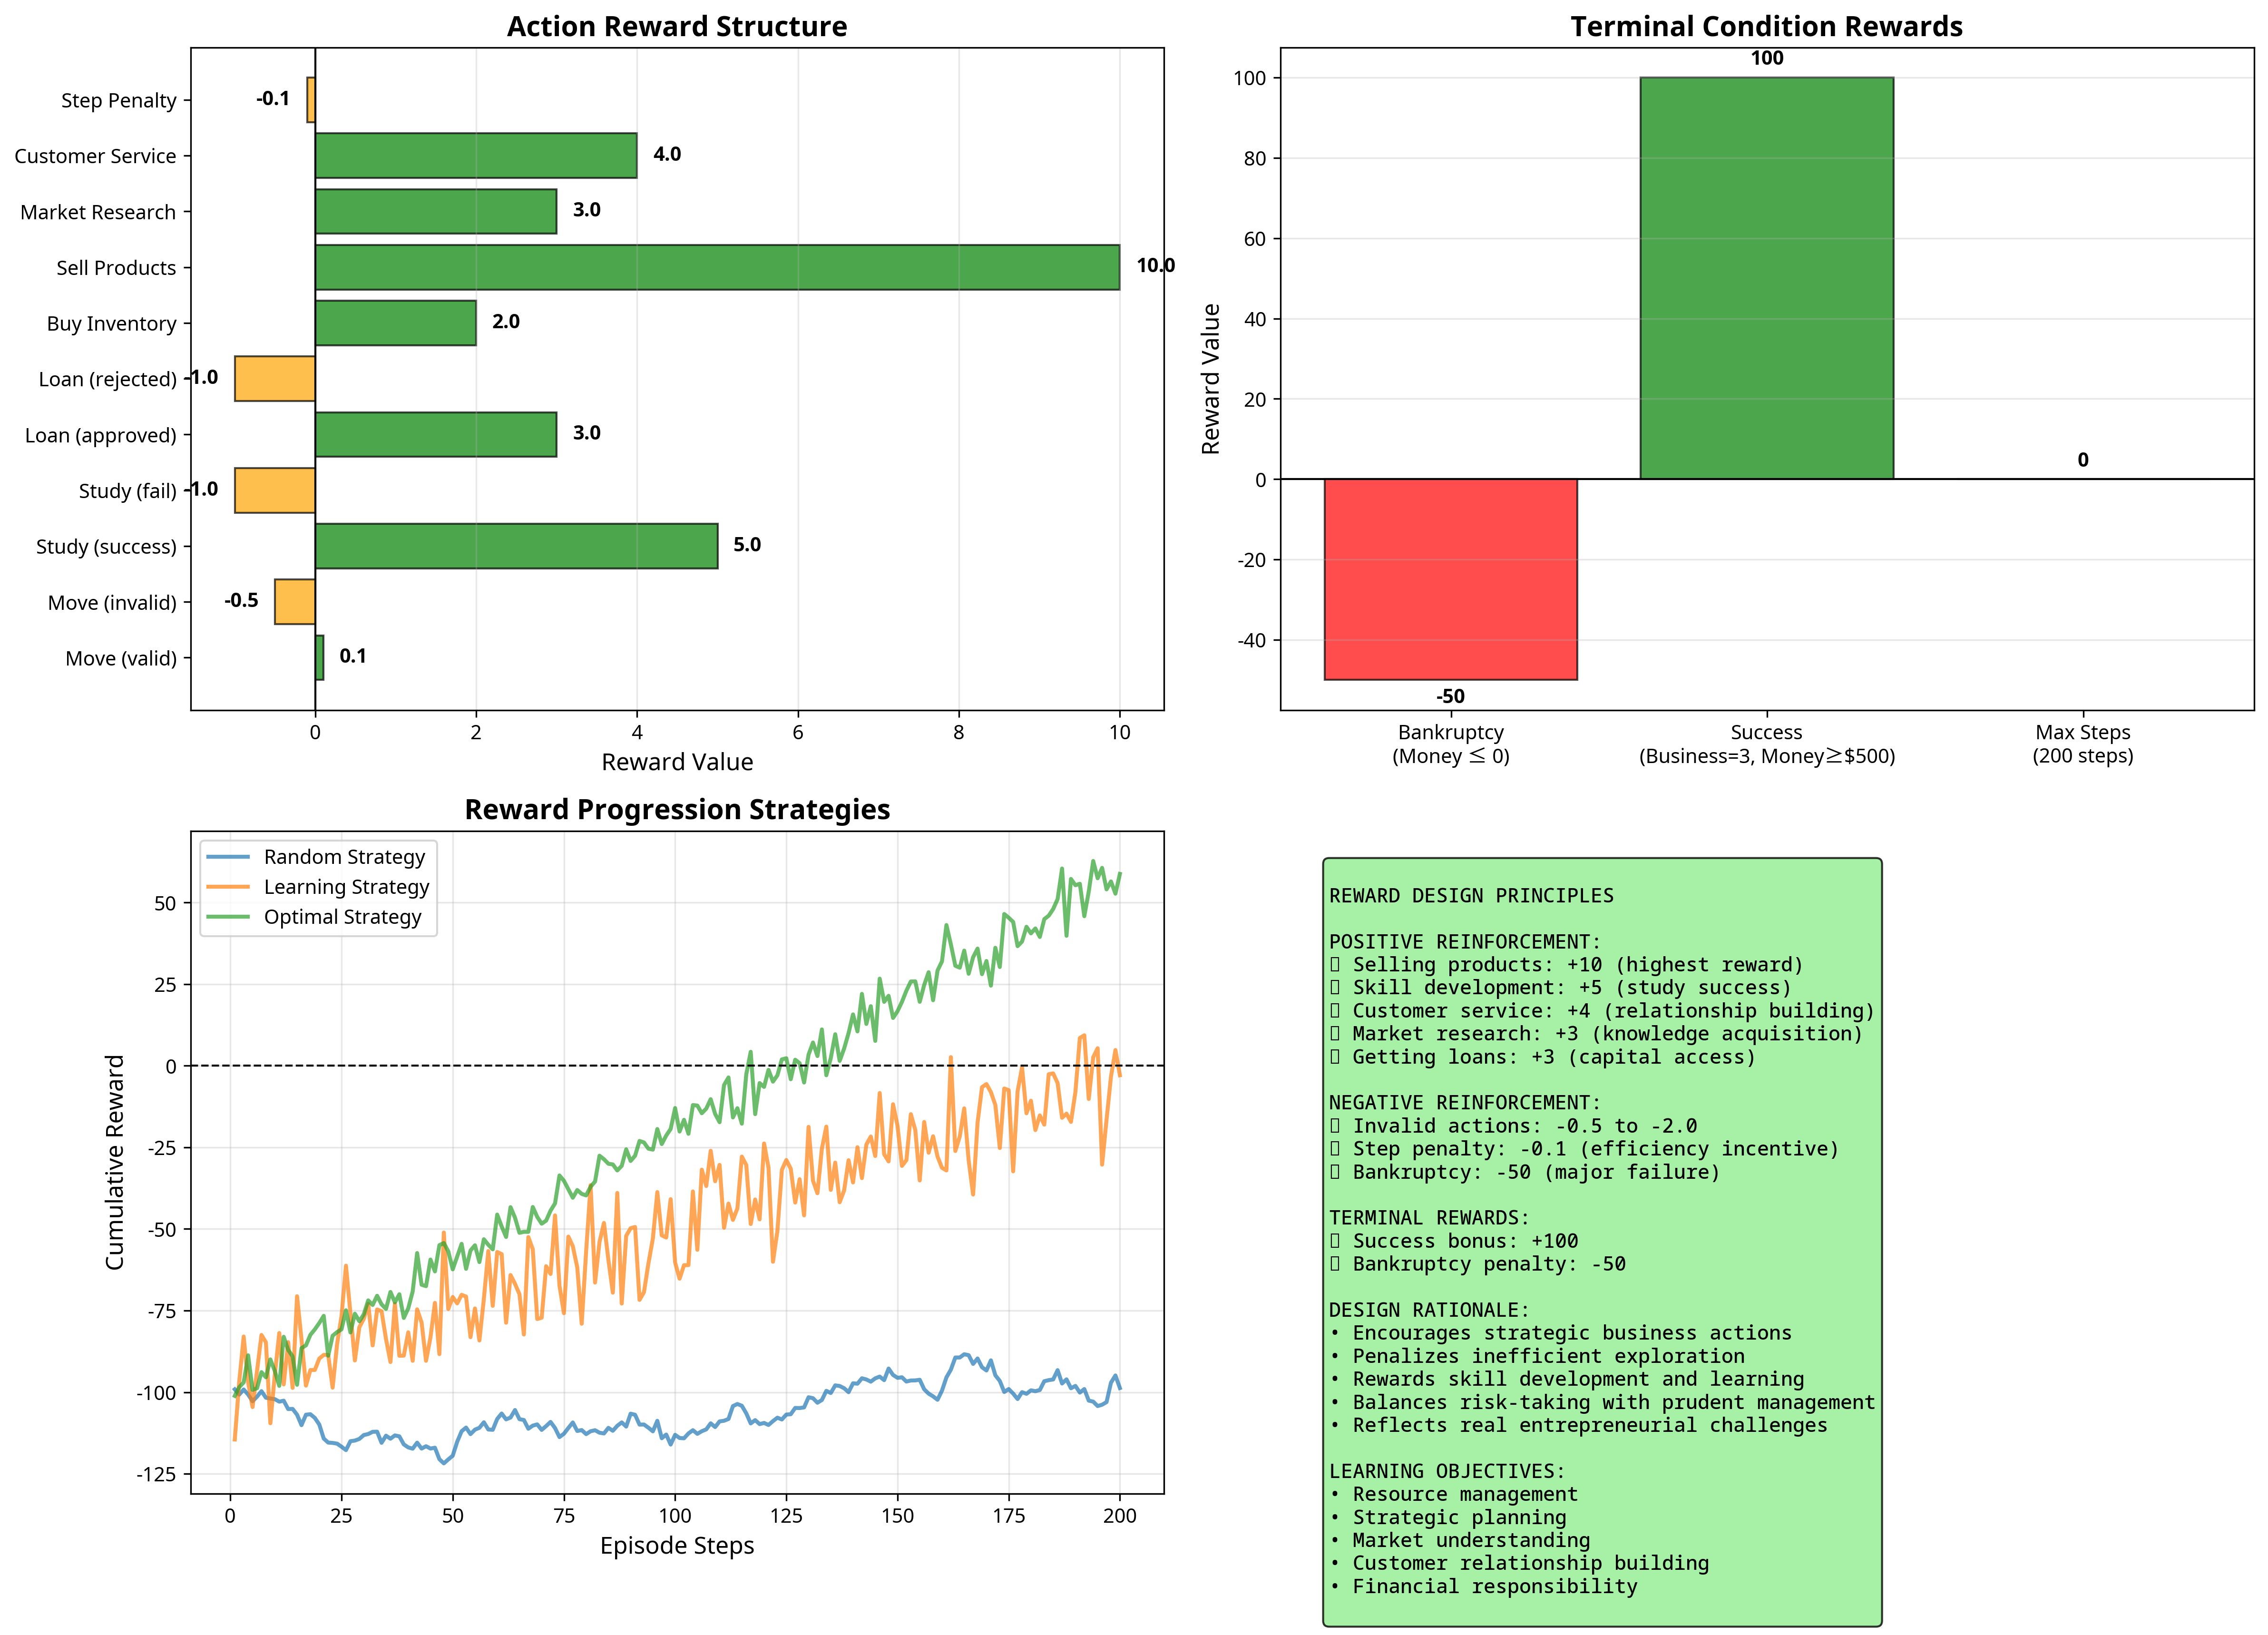 Action Reward Structure
Step Penalty
-0.1
Customer Service
4.0
Market Research
3.0
Sell Products
10.0
Buy Inventory
2.0
Loan (rejected)
-1.0
Loan (approved)
3.0
Study (fail)
-1.0
Study (success)
5.0
Move (invalid)
-0.5
Move (valid)
0.1
0 2 4 6 8 10
Reward Value
Terminal Condition Rewards
Reward Value
100
80
60
40
20
0
-20
-40
100
0
-50
Bankruptcy
(Money ≤ 0)
Success
(Business=3, Money≥$500)
Max Steps
(200 steps)
Reward Progression Strategies
Random Strategy
Learning Strategy
Optimal Strategy
Cumulative Reward
50
25
0
-25
-50
-75
-100
-125
0 25 50 75 100 125 150 175 200
Episode Steps
REWARD DESIGN PRINCIPLES
POSITIVE REINFORCEMENT:
▯ Selling products: +10 (highest reward)
▯ Skill development: +5 (study success)
▯ Customer service: +4 (relationship building)
▯ Market research: +3 (knowledge acquisition)
▯ Getting loans: +3 (capital access)
NEGATIVE REINFORCEMENT:
▯ Invalid actions: -0.5 to -2.0
▯ Step penalty: -0.1 (efficiency incentive)
▯ Bankruptcy: -50 (major failure)
TERMINAL REWARDS:
▯ Success bonus: +100
▯ Bankruptcy penalty: -50
DESIGN RATIONALE:
• Encourages strategic business actions
• Penalizes inefficient exploration
• Rewards skill development and learning
• Balances risk-taking with prudent management
• Reflects real entrepreneurial challenges
LEARNING OBJECTIVES:
• Resource management
• Strategic planning
• Market understanding
• Customer relationship building
• Financial responsibility